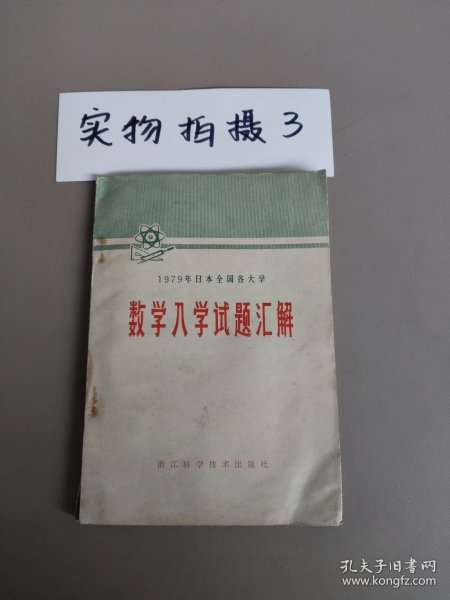 实物拍摄3
1979年日本全国各大学
数学入学试题汇解
浙江科学技术出版社
孔夫子旧书网
www.kongfz.com